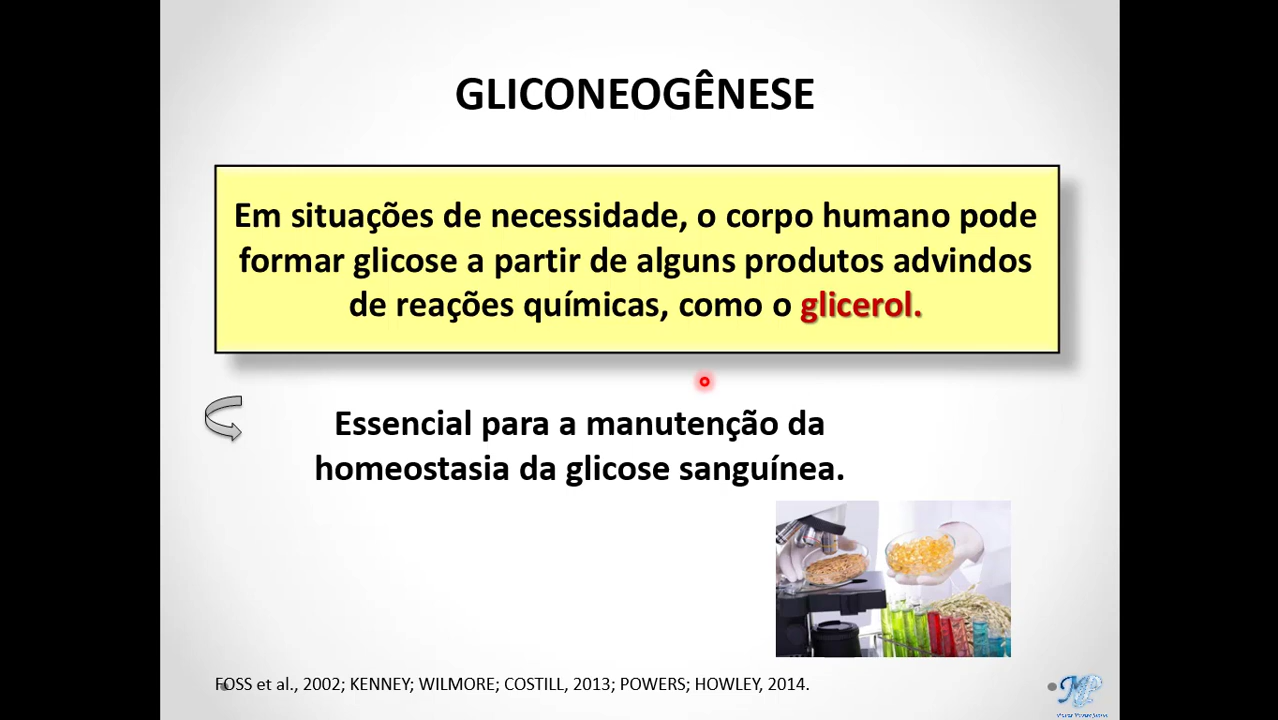 GLICONEOGÊNESE
Em situações de necessidade, o corpo humano pode
formar glicose a partir de alguns produtos advindos
de reações químicas, como o glicerol.
Essencial para a manutenção da
homeostasia da glicose sanguínea.
FOSS et al., 2002; KENNEY; WILMORE; COSTILL, 2013; POWERS; HOWLEY, 2014.